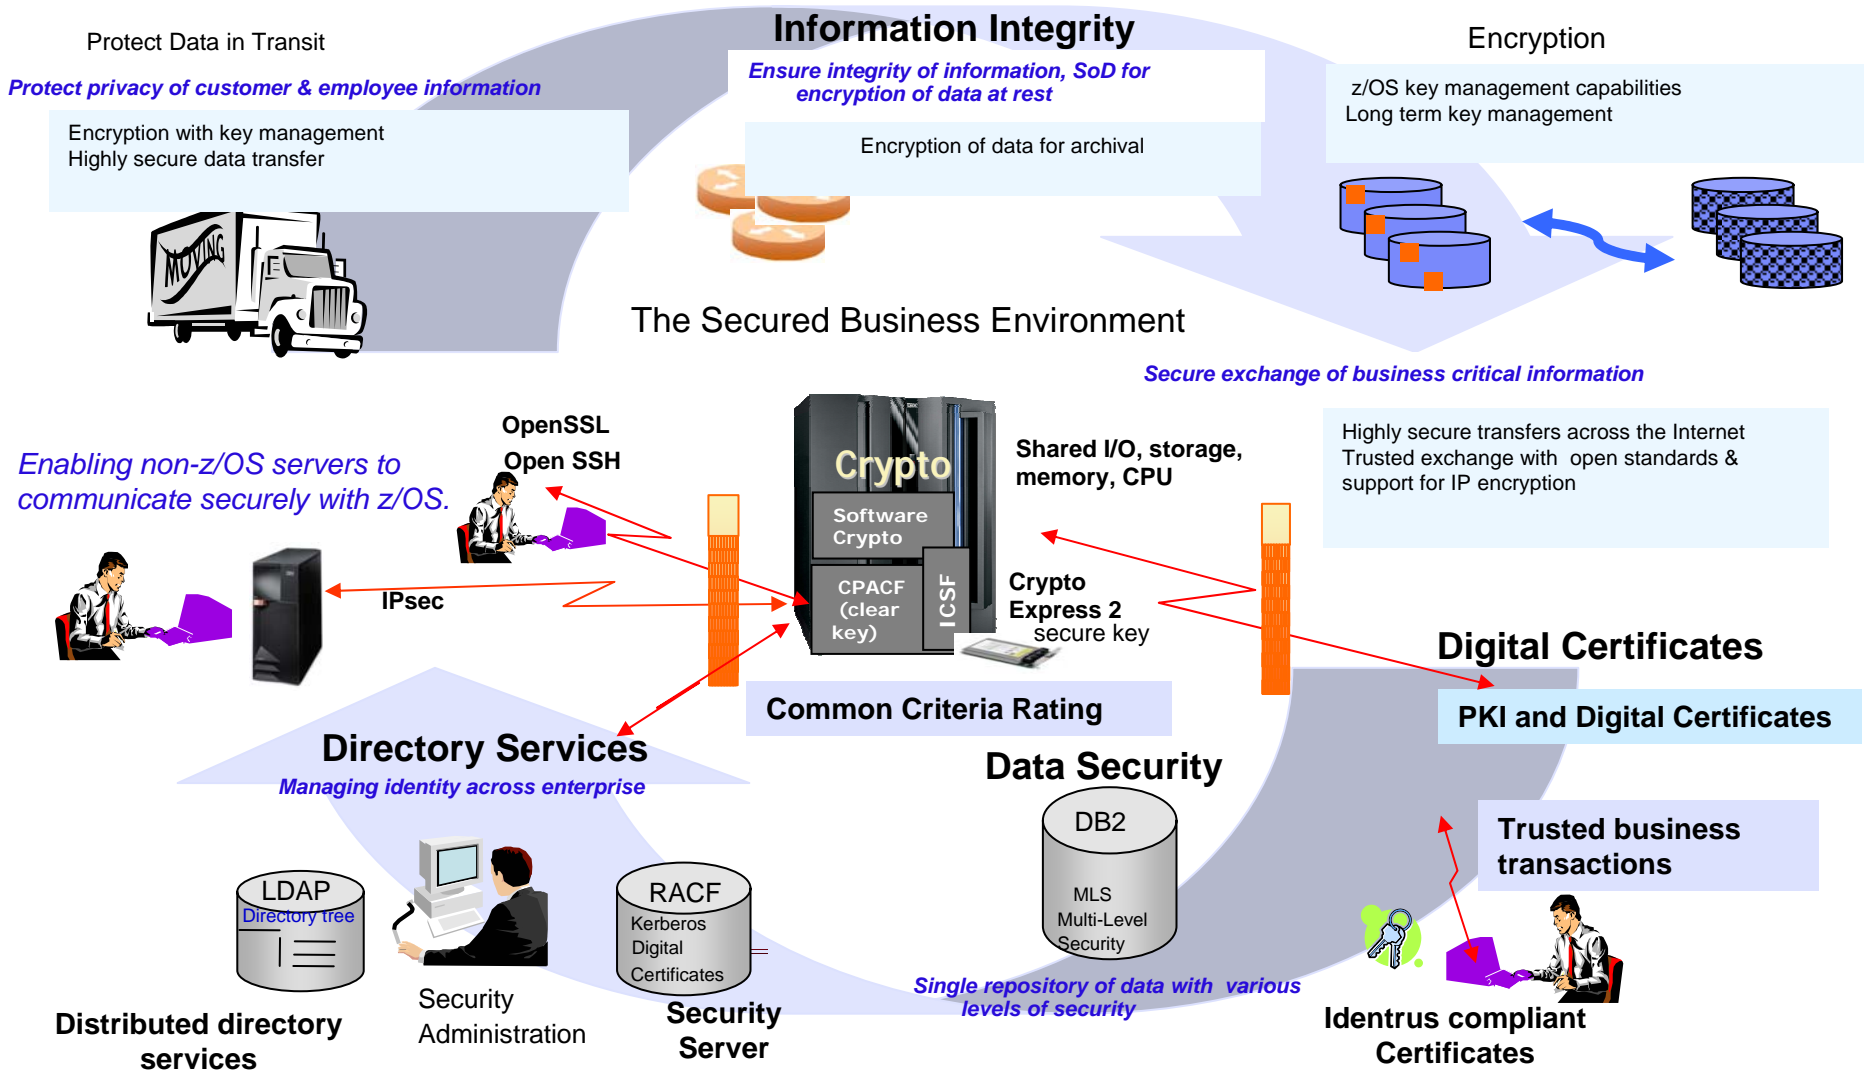 Protect Data in Transit
Protect privacy of customer & employee information
Encryption with key management
Highly secure data transfer
MOVING
Information Integrity
Ensure integrity of information, SoD for
encryption of data at rest
Encryption of data for archival
Encryption
z/OS key management capabilities
Long term key management
The Secured Business Environment
Secure exchange of business critical information
Highly secure transfers across the Internet
Trusted exchange with open standards &
support for IP encryption
Enabling non-z/OS servers to
communicate securely with z/OS.
OpenSSL
Open SSH
IPsec
Crypto
Software
Crypto
CPACF
(clear
key)
ICSF
Shared I/O, storage,
memory, CPU
Crypto
Express 2
secure key
Common Criteria Rating
Digital Certificates
PKI and Digital Certificates
Directory Services
Managing identity across enterprise
Data Security
DB2
MLS
Multi-Level
Security
Single repository of data with various
levels of security
Trusted business
transactions
LDAP
Directory tree
Distributed directory
services
Security
Administration
RACF
Kerberos
Digital
Certificates
Security
Server
Identrus compliant
Certificates